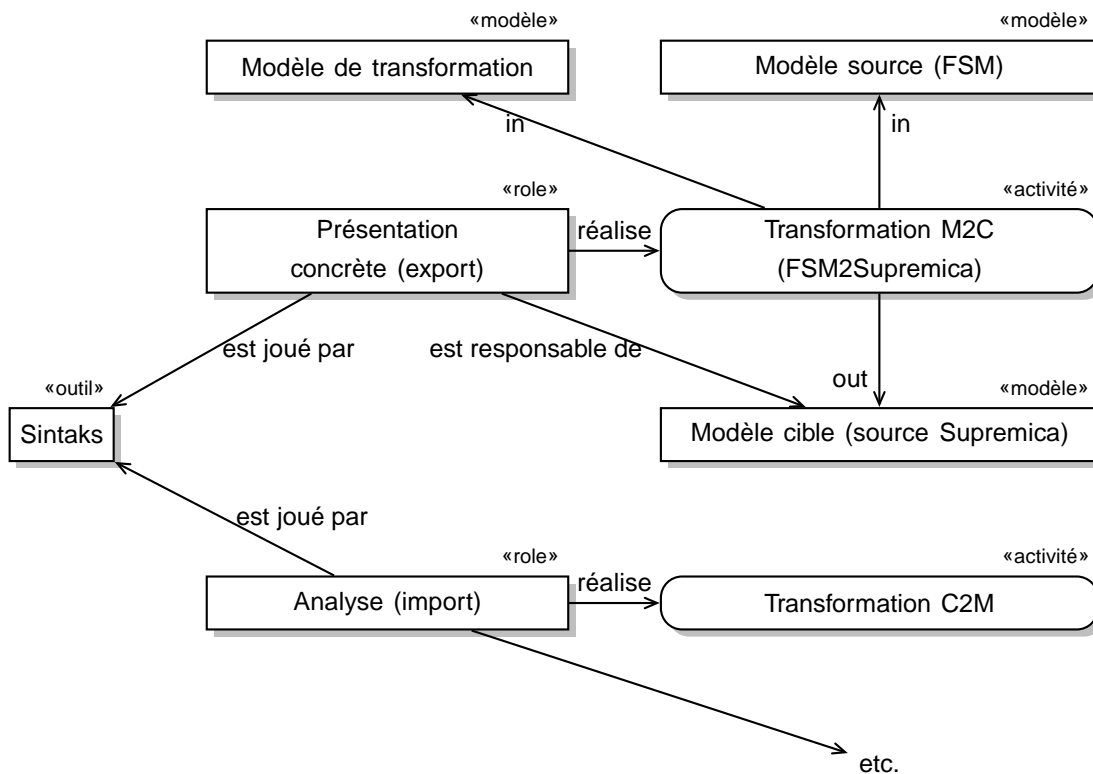 «modèle»
Modèle de transformation
«modèle»
Modèle source (FSM)
in
in
«role»
Présentation
concrète (export)
réalise
«activité»
Transformation M2C
(FSM2Supremica)
est joué par
est responsable de
out
«outil»
Sintaks
«modèle»
Modèle cible (source Supremica)
est joué par
«role»
Analyse (import)
réalise
«activité»
Transformation C2M
etc.